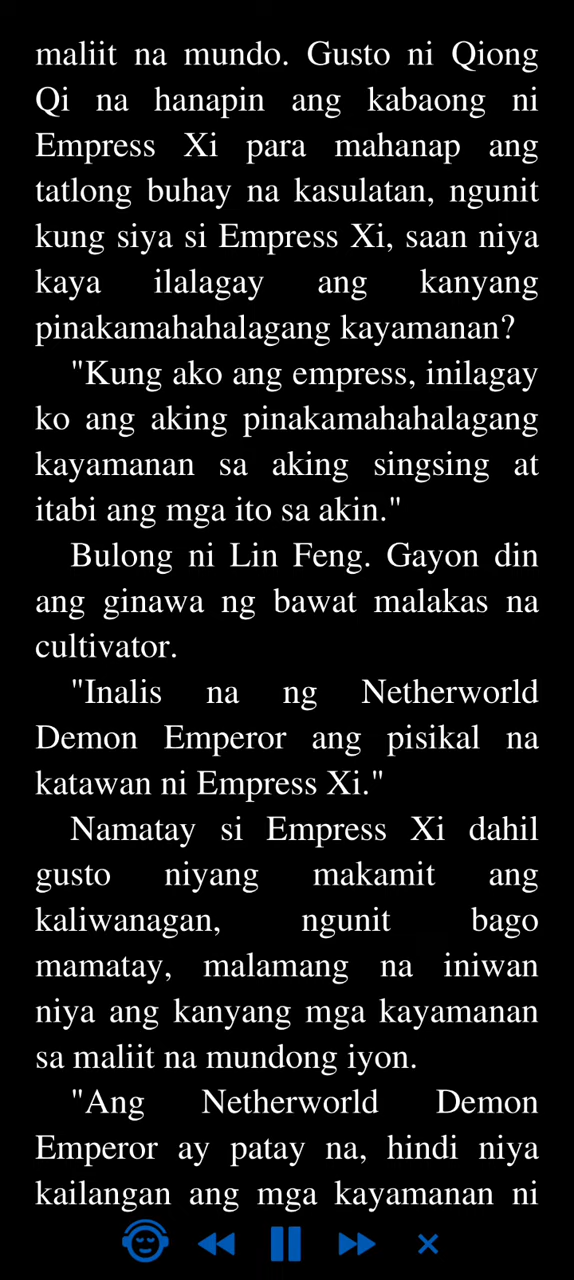 maliit na mundo. Gusto ni Qiong
Qi na hanapin ang kabaong ni
Empress Xi para mahanap ang
tatlong buhay na kasulatan, ngunit
kung siya si Empress Xi, saan niya
kaya ilalagay ang kanyang
pinakamahahalagang kayamanan?
"Kung ako ang empress, inilagay
ko ang aking pinakamahahalagang
kayamanan sa aking singsing at
itabi ang mga ito sa akin."
Bulong ni Lin Feng. Gayon din
ang ginawa ng bawat malakas na
cultivator.
"Inalis na ng Netherworld
Demon Emperor ang pisikal na
katawan ni Empress Xi."
Namatay si Empress Xi dahil
gusto niyang makamit ang
kaliwanagan, ngunit bago
mamatay, malamang na iniwan
niya ang kanyang mga kayamanan
sa maliit na mundong iyon.
"Ang Netherworld Demon
Emperor ay patay na, hindi niya
kailangan ang mga kayamanan ni